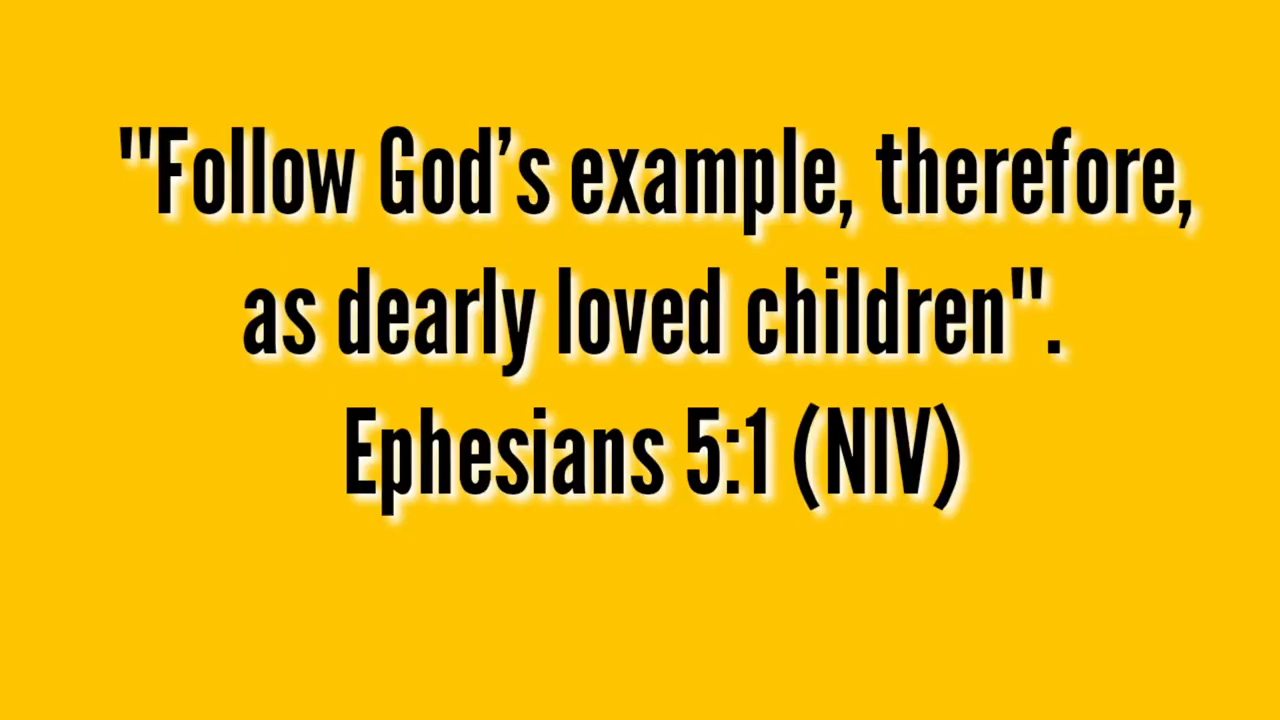 "Follow God’s example, therefore,
as dearly loved children".
Ephesians 5:1 (NIV)